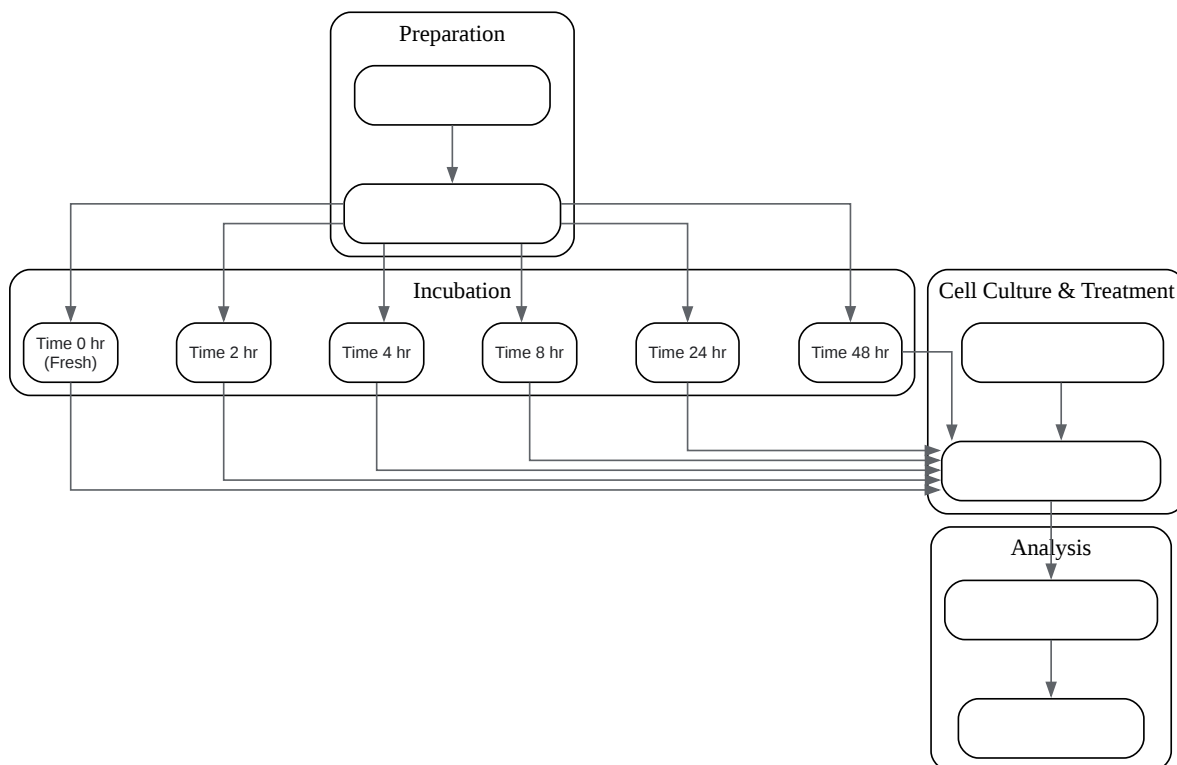 Preparation
Incubation
Cell Culture & Treatment
Time 0 hr
(Fresh)
Time 2 hr
Time 4 hr
Time 8 hr
Time 24 hr
Time 48 hr
Analysis